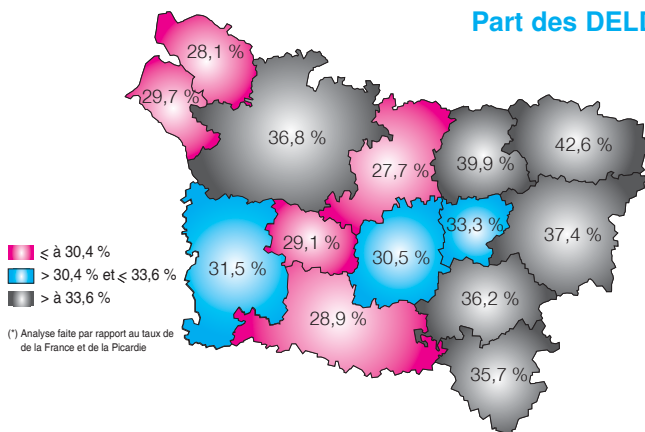 Part des DELD
28,1 %
29,7 %
36,8 %
27,7 %
39,9 %
42,6 %
33,3 %
37,4 %
29,1 %
30,5 %
31,5 %
36,2 %
28,9 %
35,7 %
⩽ à 30,4 %
> 30,4 % et ⩽ 33,6 %
> à 33,6 %
(*) Analyse faite par rapport au taux de
de la France et de la Picardie